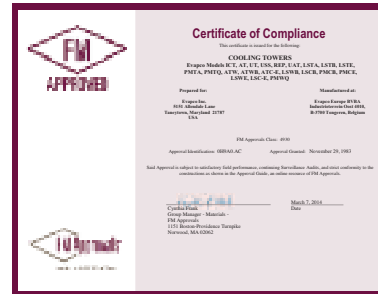 FM
APPROVED
Certificate of Compliance
This certificate is issued for the following:
COOLING TOWERS
Evapco Models ICT, AT, UT, USS, REP, UAT, LSTA, LSTB, LSTE,
PMTA, PMTQ, ATW, ATWB, ATC-E, LSWB, LSCB, PMCB, PMCE,
LSWE, LSC-E, PMWQ
Prepared for:
Manufactured at:
Evapco Inc.
5151 Allendale Lane
Taneytown, Maryland 21787
USA
Evapco Europe BVBA
Industrieterrein Oost 4010,
B-3700 Tongeren, Belgium
FM Approvals Class: 4930
Approval Identification: 0H9A0.AC
Approval Granted: November 29, 1983
Said Approval is subject to satisfactory field performance, continuing Surveillance Audits, and strict conformity to the
constructions as shown in the Approval Guide, an online resource of FM Approvals.
Cynthia Frank
Group Manager - Materials -
FM Approvals
1151 Boston-Providence Turnpike
Norwood, MA 02062
March 7, 2014
Date
FM Approvals